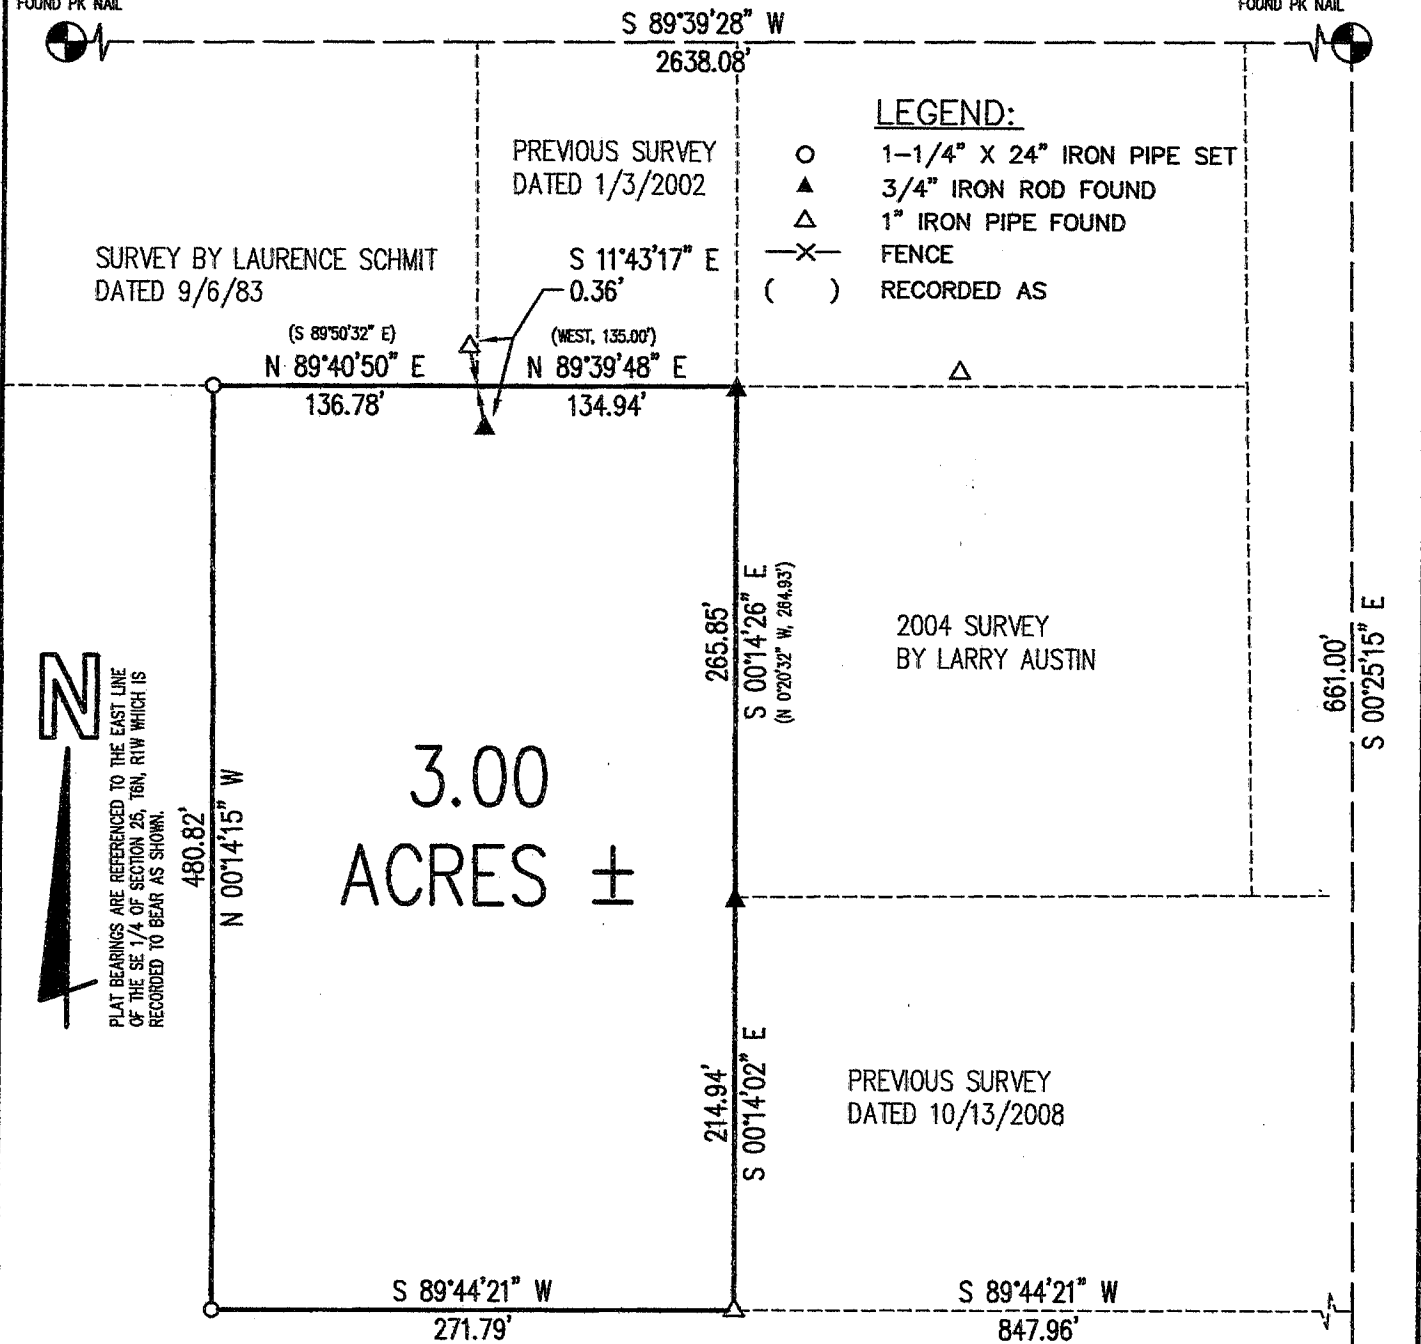 FOUND PK NAIL
FOUND PK NAIL
S 89°39'28" W
2638.08'
LEGEND:
1-1/4" X 24" IRON PIPE SET
3/4" IRON ROD FOUND
1" IRON PIPE FOUND
FENCE
( ) RECORDED AS
PREVIOUS SURVEY
DATED 1/3/2002
SURVEY BY LAURENCE SCHMIT
DATED 9/6/83
S 11°43'17" E
0.36'
(S 89°50'32" E)
N 89°40'50" E
136.78'
(WEST, 135.00')
N 89°39'48" E
134.94'
265.85'
S 00°14'26" E
(N 0°20'32" W, 264.93')
2004 SURVEY
BY LARRY AUSTIN
661.00'
S 00°25'15" E
N
PLAT BEARINGS ARE REFERENCED TO THE EAST LINE
OF THE SE 1/4 OF SECTION 26, T6N, R1W WHICH IS
RECORDED TO BEAR AS SHOWN.
480.82'
N 00°14'15" W
3.00
ACRES ±
214.94'
S 00°14'02" E
PREVIOUS SURVEY
DATED 10/13/2008
S 89°44'21" W
271.79'
S 89°44'21" W
847.96'